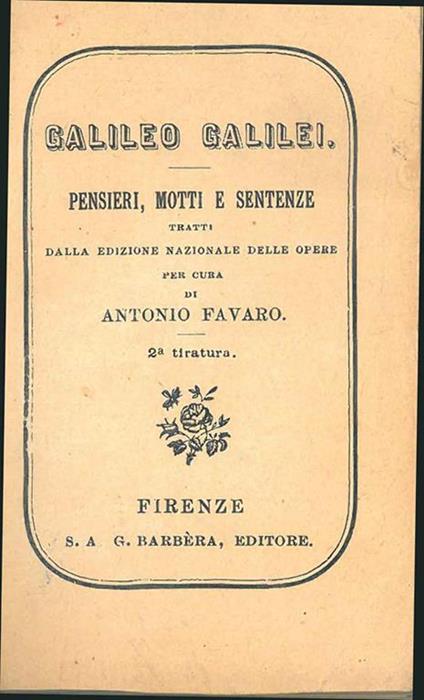 GALILEO GALILEI.
PENSIERI, MOTTI E SENTENZE
TRATTI
DALLA EDIZIONE NAZIONALE DELLE OPERE
PER CURA
DI
ANTONIO FAVARO.
2ª tiratura.
FIRENZE
S. A G. BARBÈRA, EDITORE.